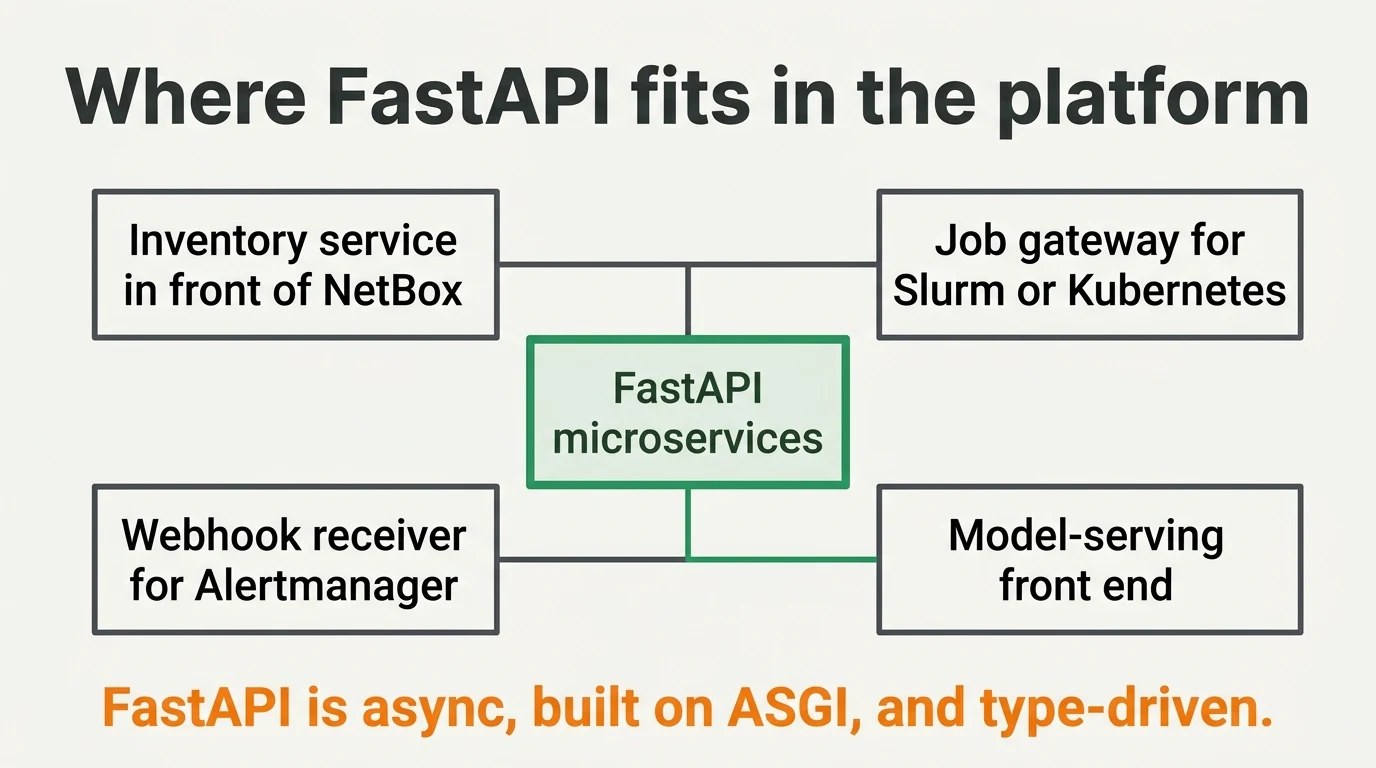 Where FastAPI fits in the platform
Inventory service
in front of NetBox
Job gateway for
Slurm or Kubernetes
FastAPI
microservices
Webhook receiver
for Alertmanager
Model-serving
front end
FastAPI is async, built on ASGI, and type-driven.